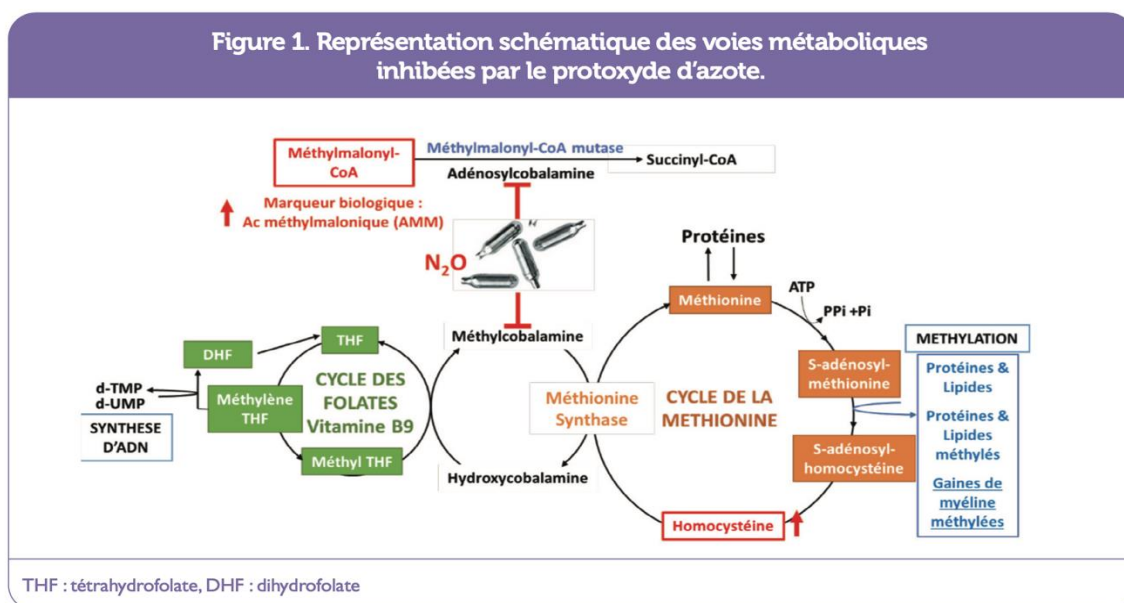 Figure 1. Représentation schématique des voies métaboliques
inhibées par le protoxyde d'azote.
Méthylmalonyl-
CoA
Méthylmalonyl-CoA mutase
Adénosylcobalamine
Succinyl-CoA
Marqueur biologique :
Ac méthylmalonique (AMM)
N₂O
Protéines
Méthionine
ATP
PPi +Pi
METHYLATION
Méthylcobalamine
THF
DHF
S-adénosyl-
méthionine
Protéines &
Lipides
d-TMP
d-UMP
Méthylène
THF
CYCLE DES
FOLATES
Vitamine B9
Méthionine
Synthase
CYCLE DE LA
METHIONINE
Protéines &
Lipides
méthylés
SYNTHESE
D'ADN
Méthyl THF
Hydroxycobalamine
S-adénosyl-
homocystéine
Gaines de
myéline
méthylées
Homocystéine
THF : tétrahydrofolate, DHF : dihydrofolate